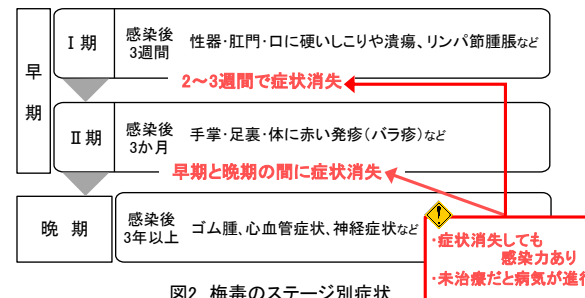 早期
Ⅰ期
感染後
3週間
性器・肛門・口に硬いしこりや潰瘍、リンパ節腫脹など
2～3週間で症状消失
Ⅱ期
感染後
3か月
手掌・足裏・体に赤い発疹（バラ疹）など
早期と晩期の間に症状消失
晩 期
感染後
3年以上
ゴム腫、心血管症状、神経症状など
・症状消失しても
感染力あり
・未治療だと病気が進行
図2 梅毒のステージ別症状